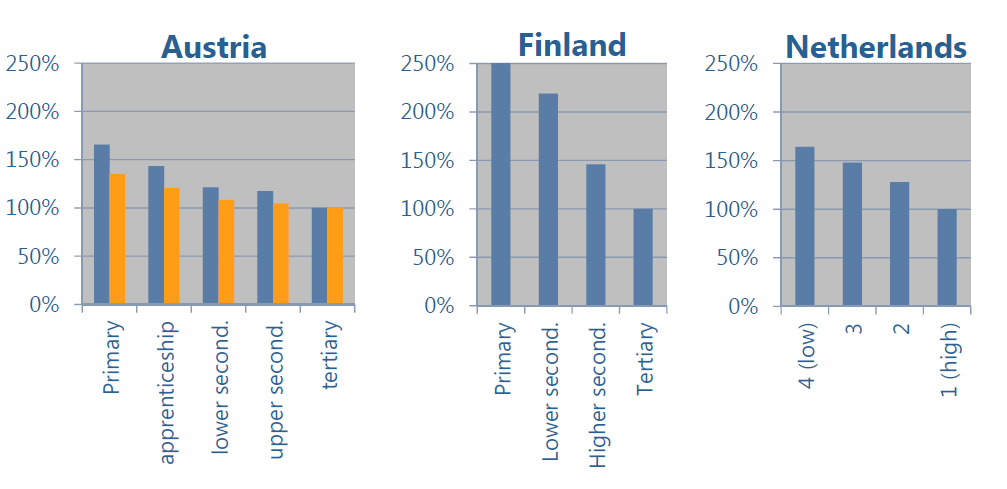 Austria
250%
200%
150%
100%
50%
0%
Primary
apprenticeship
lower second.
upper second.
tertiary
Finland
250%
200%
150%
100%
50%
0%
Primary
Lower second.
Higher second.
Tertiary
Netherlands
250%
200%
150%
100%
50%
0%
4 (low)
3
2
1 (high)